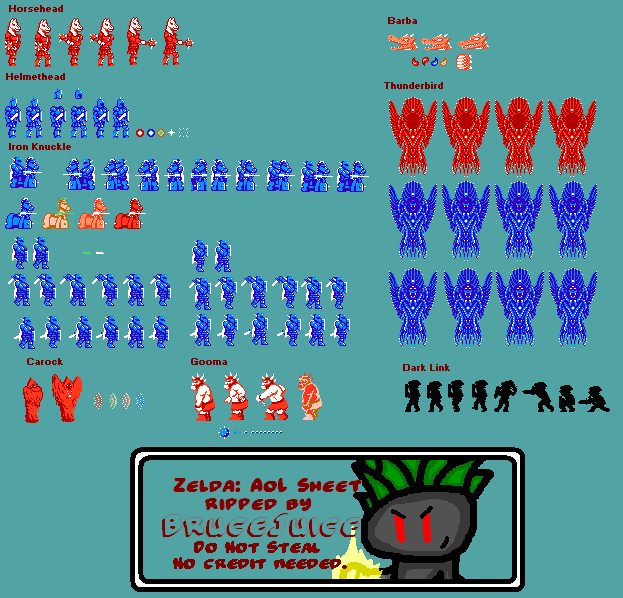 Horsehead
Barba
Helmethead
Thunderbird
Iron Knuckle
Carock
Gooma
Dark Link
Zelda: AoL Sheet
ripped by
BruceJuice
Do Not Steal
No credit needed.